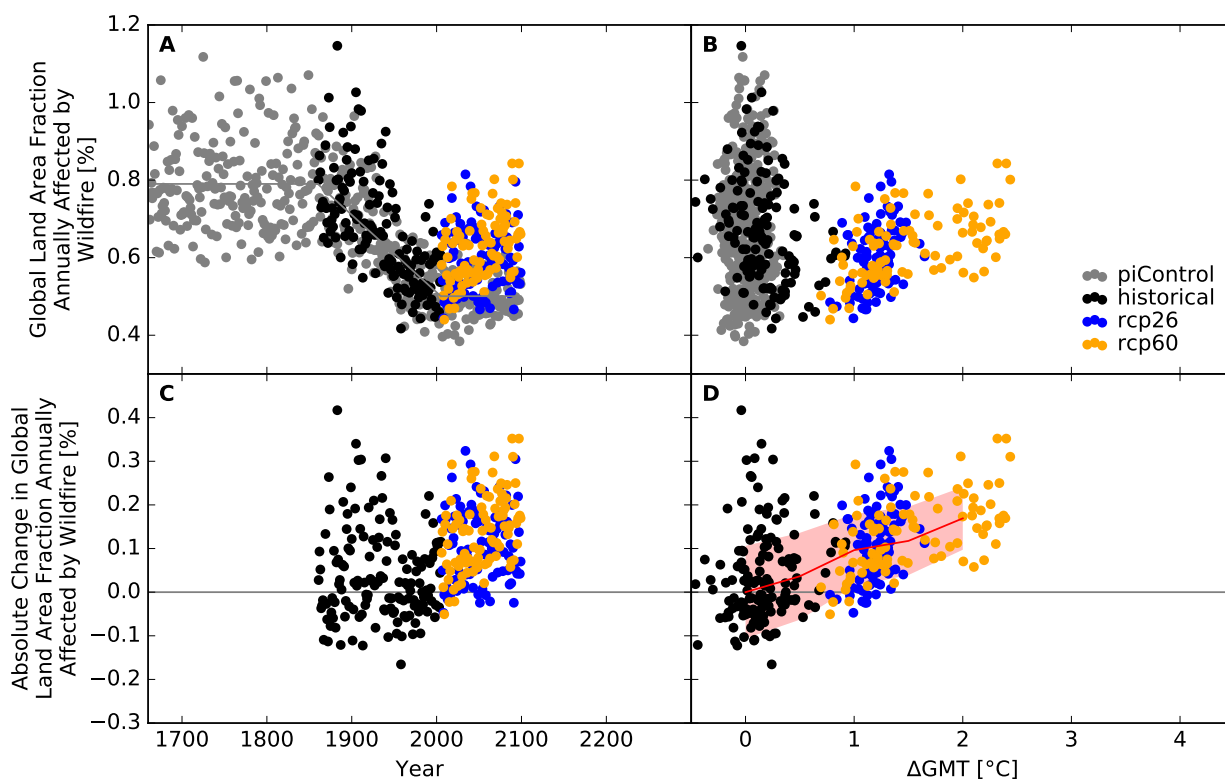 A
B
1.2
1.0
0.8
0.6
0.4
Global Land Area Fraction
Annually Affected by
Wildfire [%]
piControl
historical
rcp26
rcp60
C
D
0.4
0.3
0.2
0.1
0.0
−0.1
−0.2
−0.3
Absolute Change in Global
Land Area Fraction Annually
Affected by Wildfire [%]
1700 1800 1900 2000 2100 2200
0 1 2 3 4
Year
ΔGMT [°C]